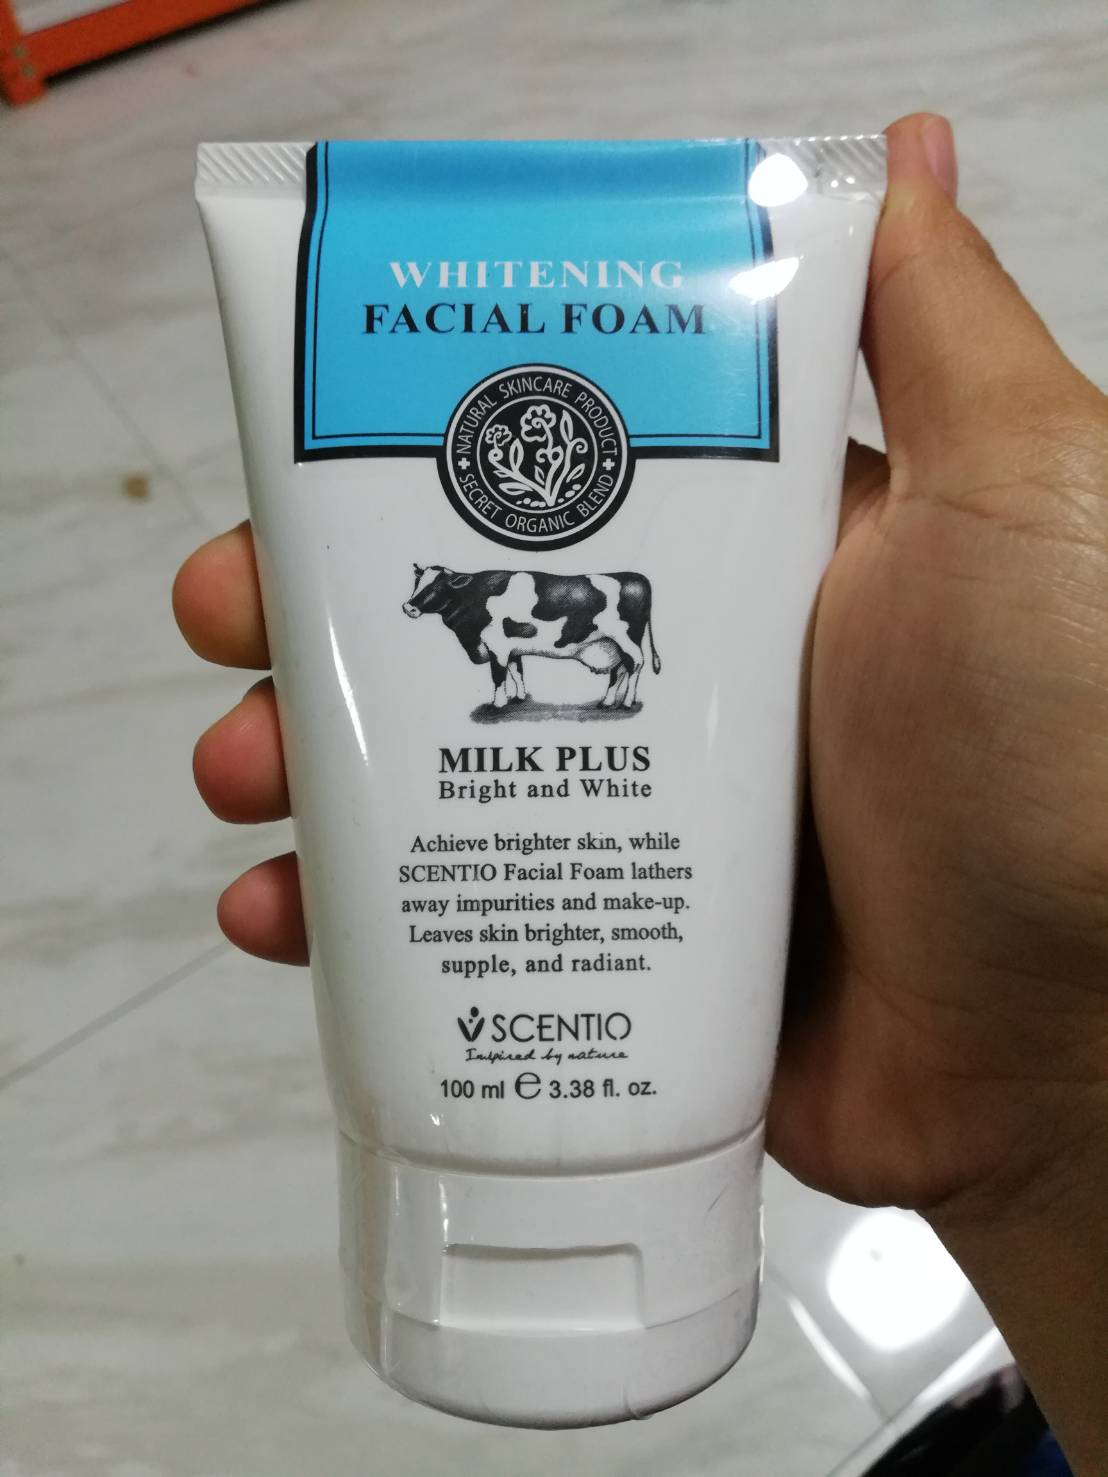 WHITENING
FACIAL FOAM
NATURAL SKINCARE PRODUCT
SECRET ORGANIC BLEND
MILK PLUS
Bright and White
Achieve brighter skin, while
SCENTIO Facial Foam lathers
away impurities and make-up.
Leaves skin brighter, smooth,
supple, and radiant.
SCENTIO
Inspired by nature
100 ml ℮ 3.38 fl. oz.